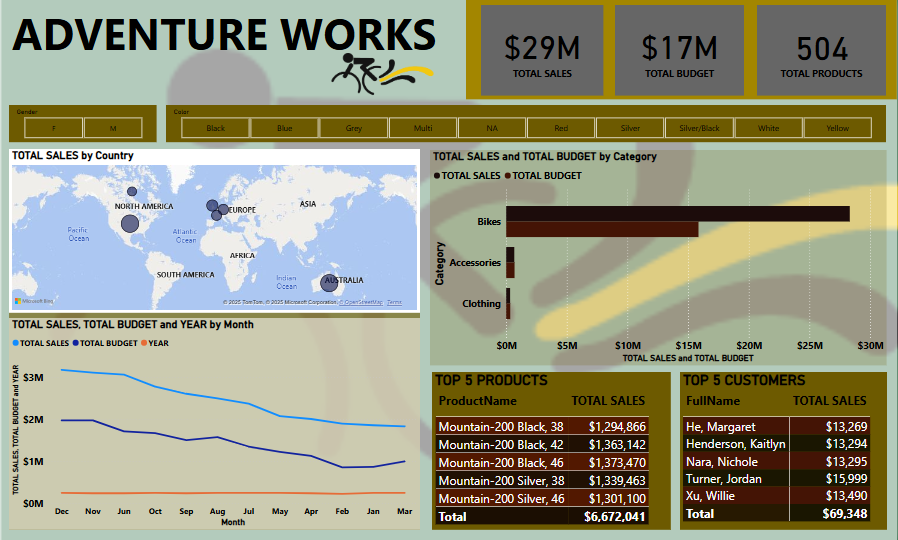 ADVENTURE WORKS
$29M
TOTAL SALES
$17M
TOTAL BUDGET
504
TOTAL PRODUCTS
Gender
F
M
Color
Black
Blue
Grey
Multi
NA
Red
Silver
Silver/Black
White
Yellow
TOTAL SALES by Country
NORTH AMERICA
EUROPE
ASIA
Pacific
Ocean
Atlantic
Ocean
AFRICA
SOUTH AMERICA
Indian
Ocean
AUSTRALIA
Microsoft Bing
© 2025 TomTom, © 2025 Microsoft Corporation, © OpenStreetMap Terms
TOTAL SALES and TOTAL BUDGET by Category
TOTAL SALES TOTAL BUDGET
Category
Bikes
Accessories
Clothing
$0M $5M $10M $15M $20M $25M $30M
TOTAL SALES and TOTAL BUDGET
TOTAL SALES, TOTAL BUDGET and YEAR by Month
TOTAL SALES TOTAL BUDGET YEAR
TOTAL SALES, TOTAL BUDGET and YEAR
$3M
$2M
$1M
$0M
Dec Nov Jun Oct Sep Aug Jul May Apr Feb Jan Mar
Month
TOP 5 PRODUCTS
ProductName TOTAL SALES
Mountain-200 Black, 38 $1,294,866
Mountain-200 Black, 42 $1,363,142
Mountain-200 Black, 46 $1,373,470
Mountain-200 Silver, 38 $1,339,463
Mountain-200 Silver, 46 $1,301,100
Total $6,672,041
TOP 5 CUSTOMERS
FullName TOTAL SALES
He, Margaret $13,269
Henderson, Kaitlyn $13,294
Nara, Nichole $13,295
Turner, Jordan $15,999
Xu, Willie $13,490
Total $69,348